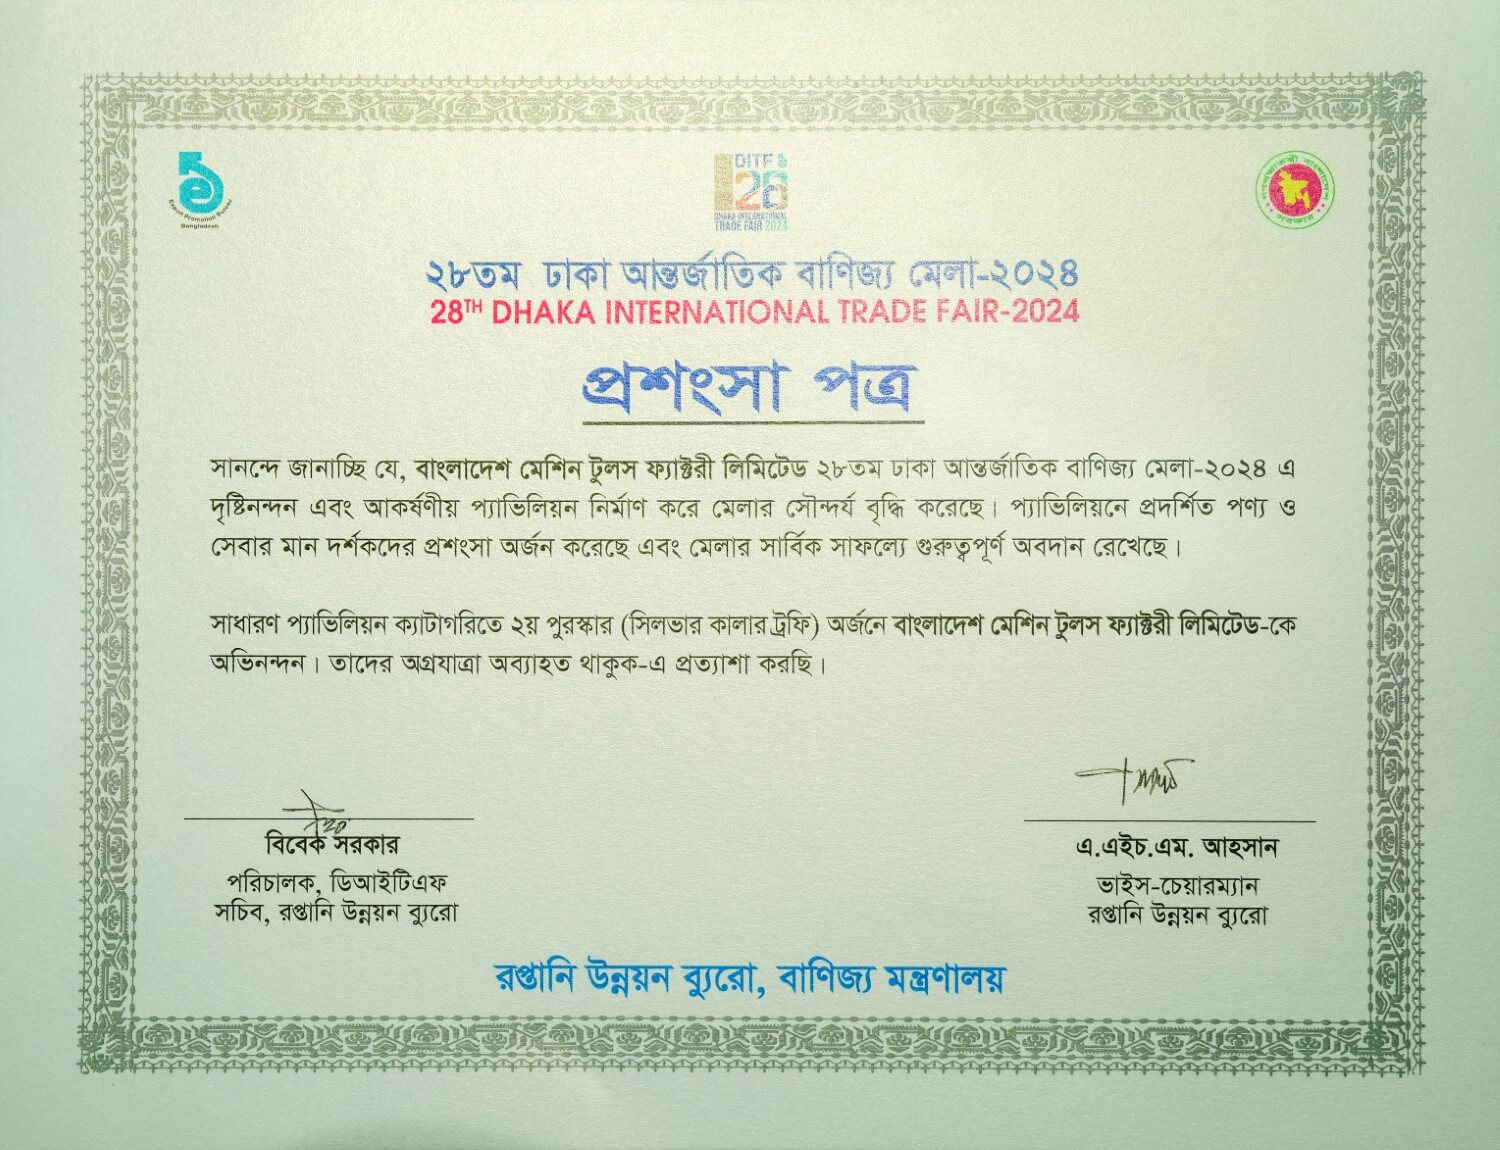 Export Promotion Bureau
Bangladesh
DITF
28
DHAKA INTERNATIONAL
TRADE FAIR 2024
গণপ্রজাতন্ত্রী বাংলাদেশ
সরকার
২৮তম ঢাকা আন্তর্জাতিক বাণিজ্য মেলা-২০২৪
28TH DHAKA INTERNATIONAL TRADE FAIR-2024
প্রশংসা পত্র
সানন্দে জানাচ্ছি যে, বাংলাদেশ মেশিন টুলস ফ্যাক্টরী লিমিটেড ২৮তম ঢাকা আন্তর্জাতিক বাণিজ্য মেলা-২০২৪ এ
দৃষ্টিনন্দন এবং আকর্ষণীয় প্যাভিলিয়ন নির্মাণ করে মেলার সৌন্দর্য বৃদ্ধি করেছে। প্যাভিলিয়নে প্রদর্শিত পণ্য ও
সেবার মান দর্শকদের প্রশংসা অর্জন করেছে এবং মেলার সার্বিক সাফল্যে গুরুত্বপূর্ণ অবদান রেখেছে।
সাধারণ প্যাভিলিয়ন ক্যাটাগরিতে ২য় পুরস্কার (সিলভার কালার ট্রফি) অর্জনে বাংলাদেশ মেশিন টুলস ফ্যাক্টরী লিমিটেড-কে
অভিনন্দন। তাদের অগ্রযাত্রা অব্যাহত থাকুক-এ প্রত্যাশা করছি।
বিবেক সরকার
পরিচালক, ডিআইটিএফ
সচিব, রপ্তানি উন্নয়ন ব্যুরো
এ.এইচ.এম. আহসান
ভাইস-চেয়ারম্যান
রপ্তানি উন্নয়ন ব্যুরো
রপ্তানি উন্নয়ন ব্যুরো, বাণিজ্য মন্ত্রণালয়